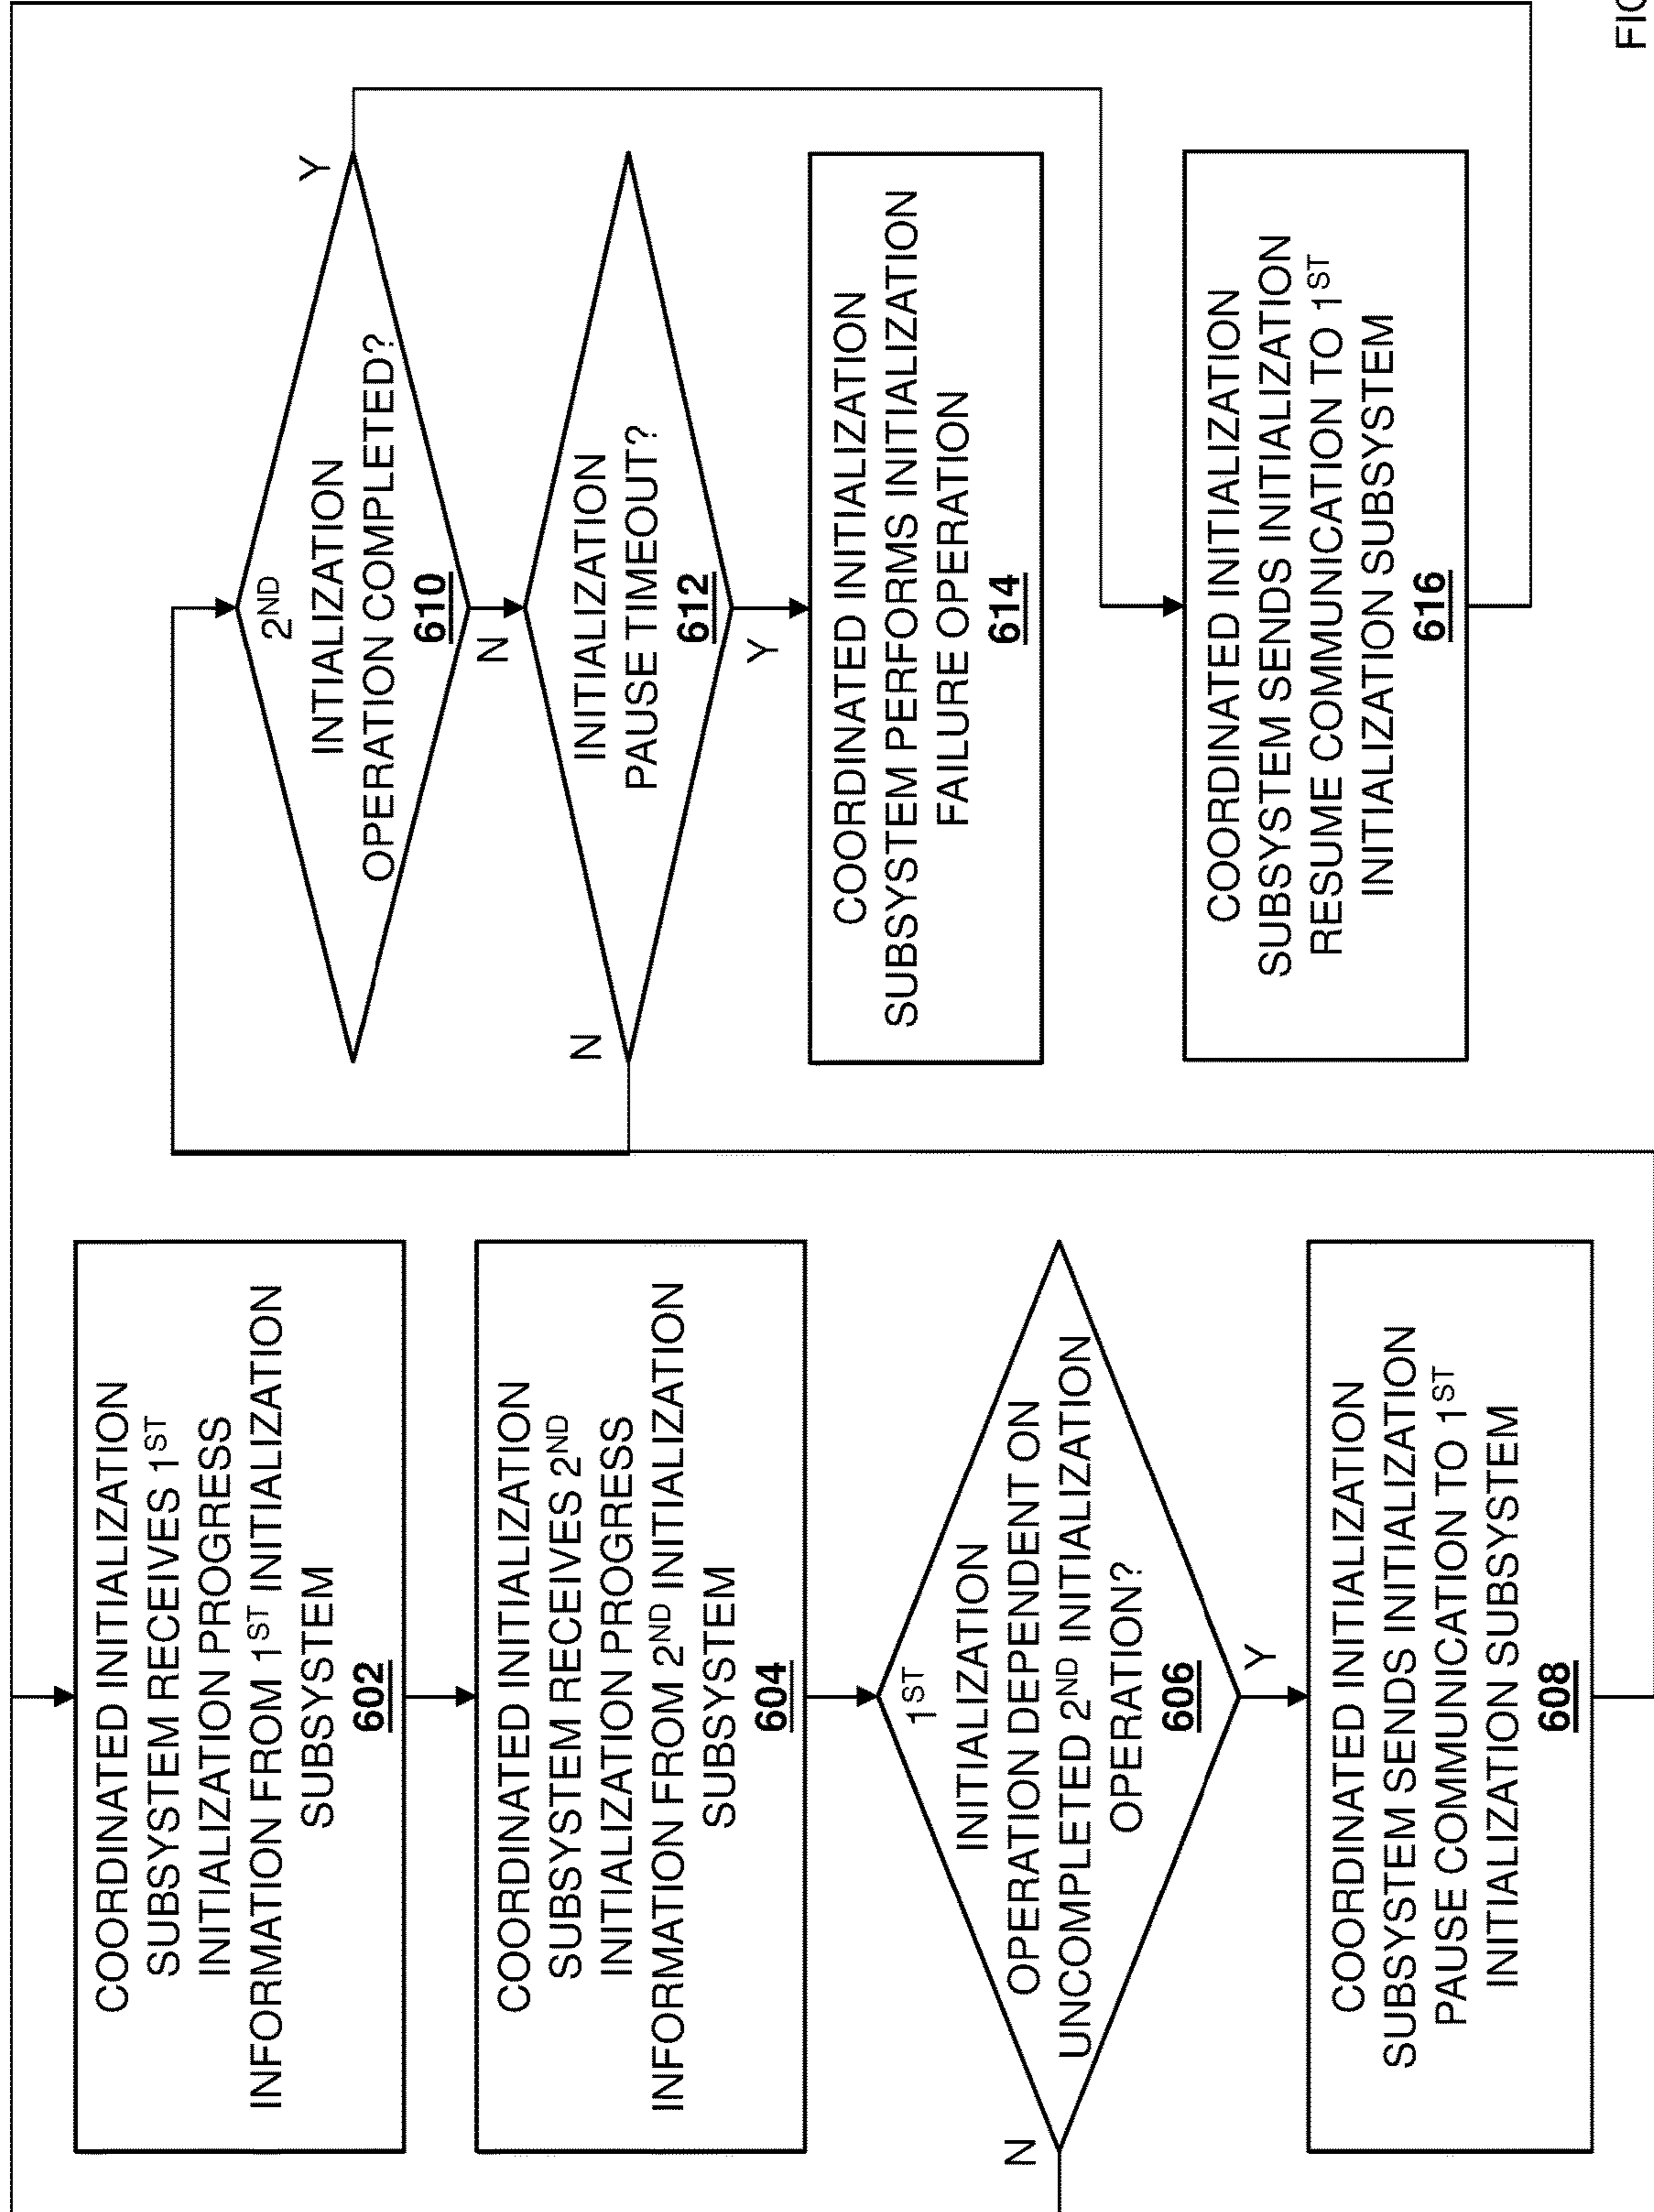 COORDINATED INITIALIZATION
SUBSYSTEM RECEIVES 1ST
INITIALIZATION PROGRESS
INFORMATION FROM 1ST INITIALIZATION
SUBSYSTEM
602
COORDINATED INITIALIZATION
SUBSYSTEM RECEIVES 2ND
INITIALIZATION PROGRESS
INFORMATION FROM 2ND INITIALIZATION
SUBSYSTEM
604
1ST
INITIALIZATION
OPERATION DEPENDENT ON
UNCOMPLETED 2ND INITIALIZATION
OPERATION?
606
N
Y
COORDINATED INITIALIZATION
SUBSYSTEM SENDS INITIALIZATION
PAUSE COMMUNICATION TO 1ST
INITIALIZATION SUBSYSTEM
608
2ND
INTIALIZATION
OPERATION COMPLETED?
610
Y
N
INITIALIZATION
PAUSE TIMEOUT?
612
N
Y
COORDINATED INITIALIZATION
SUBSYSTEM PERFORMS INITIALIZATION
FAILURE OPERATION
614
COORDINATED INITIALIZATION
SUBSYSTEM SENDS INITIALIZATION
RESUME COMMUNICATION TO 1ST
INITIALIZATION SUBSYSTEM
616